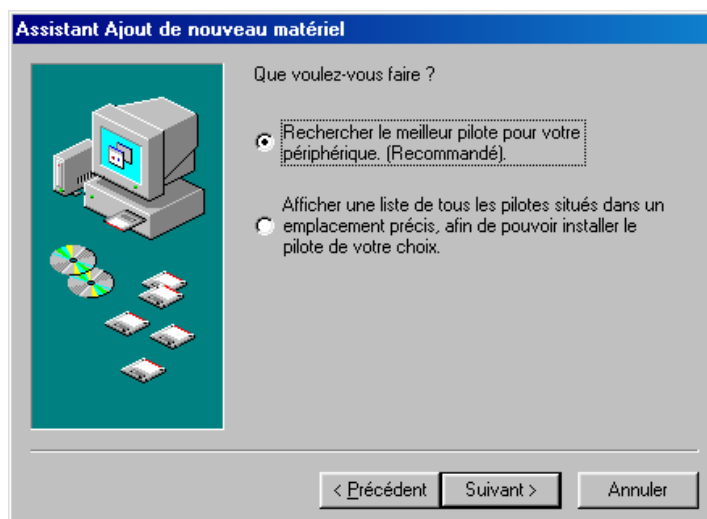 Assistant Ajout de nouveau matériel
Que voulez-vous faire ?
Rechercher le meilleur pilote pour votre
périphérique. (Recommandé).
Afficher une liste de tous les pilotes situés dans un
emplacement précis, afin de pouvoir installer le
pilote de votre choix.
< Précédent Suivant > Annuler